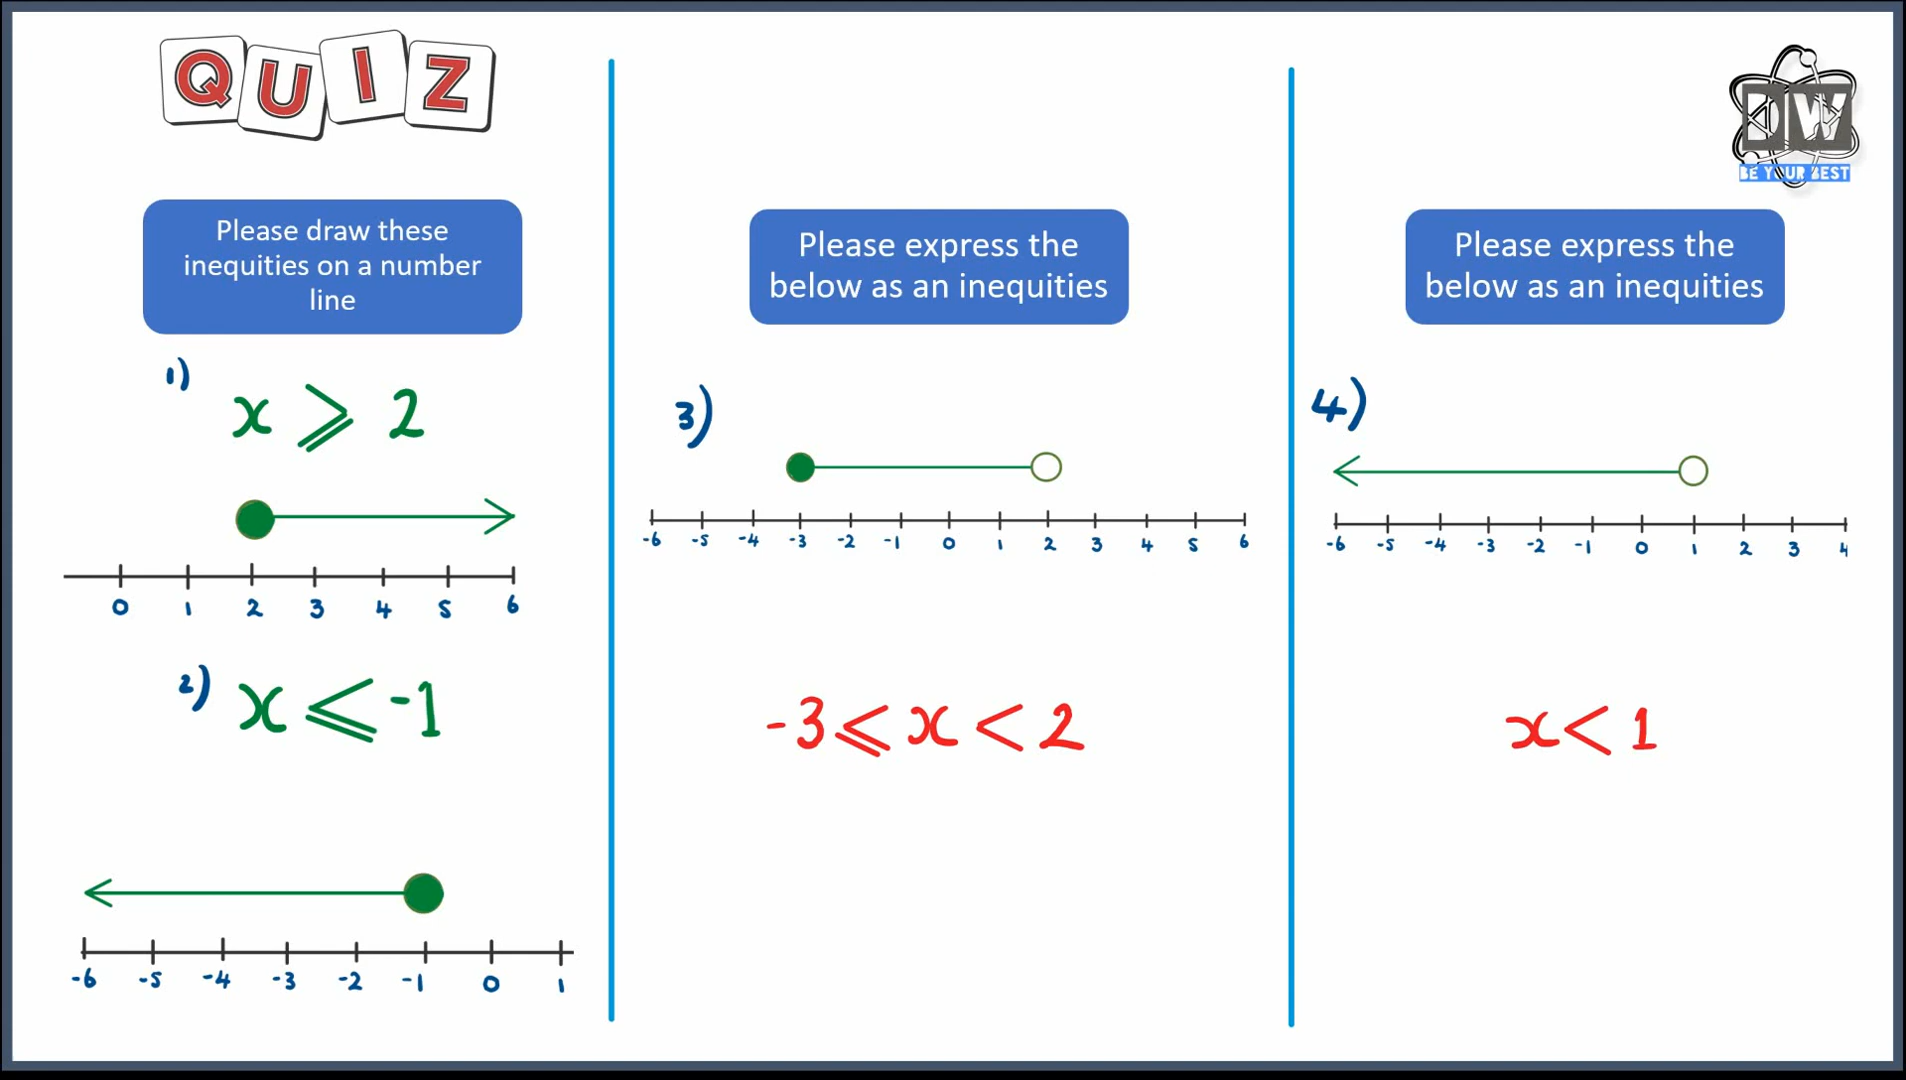 QUIZ
DW
BE YOUR BEST
Please draw these
inequities on a number
line
1)
x ⩾ 2
0 1 2 3 4 5 6
2) x ⩽ -1
-6 -5 -4 -3 -2 -1 0 1
Please express the
below as an inequities
3)
-6 -5 -4 -3 -2 -1 0 1 2 3 4 5 6
-3 ⩽ x < 2
Please express the
below as an inequities
4)
-6 -5 -4 -3 -2 -1 0 1 2 3 4
x < 1